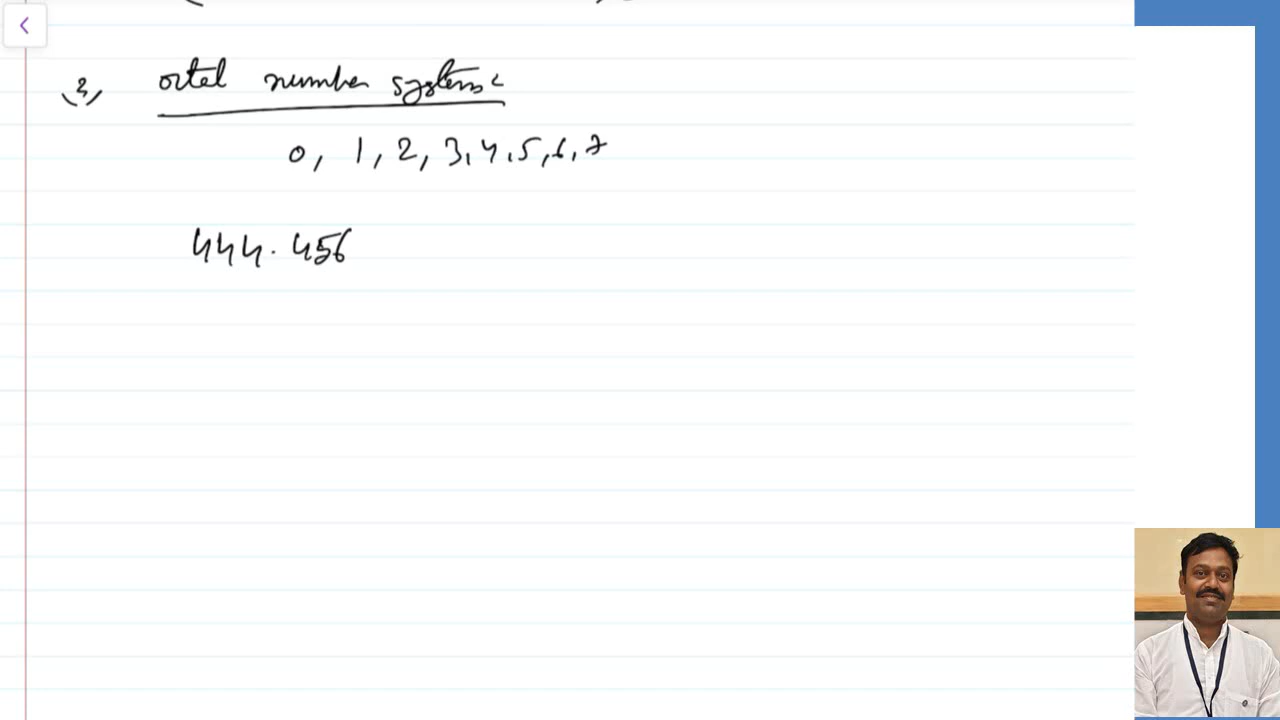 (3) octel number system:
0, 1, 2, 3, 4, 5, 6, 7
444.456